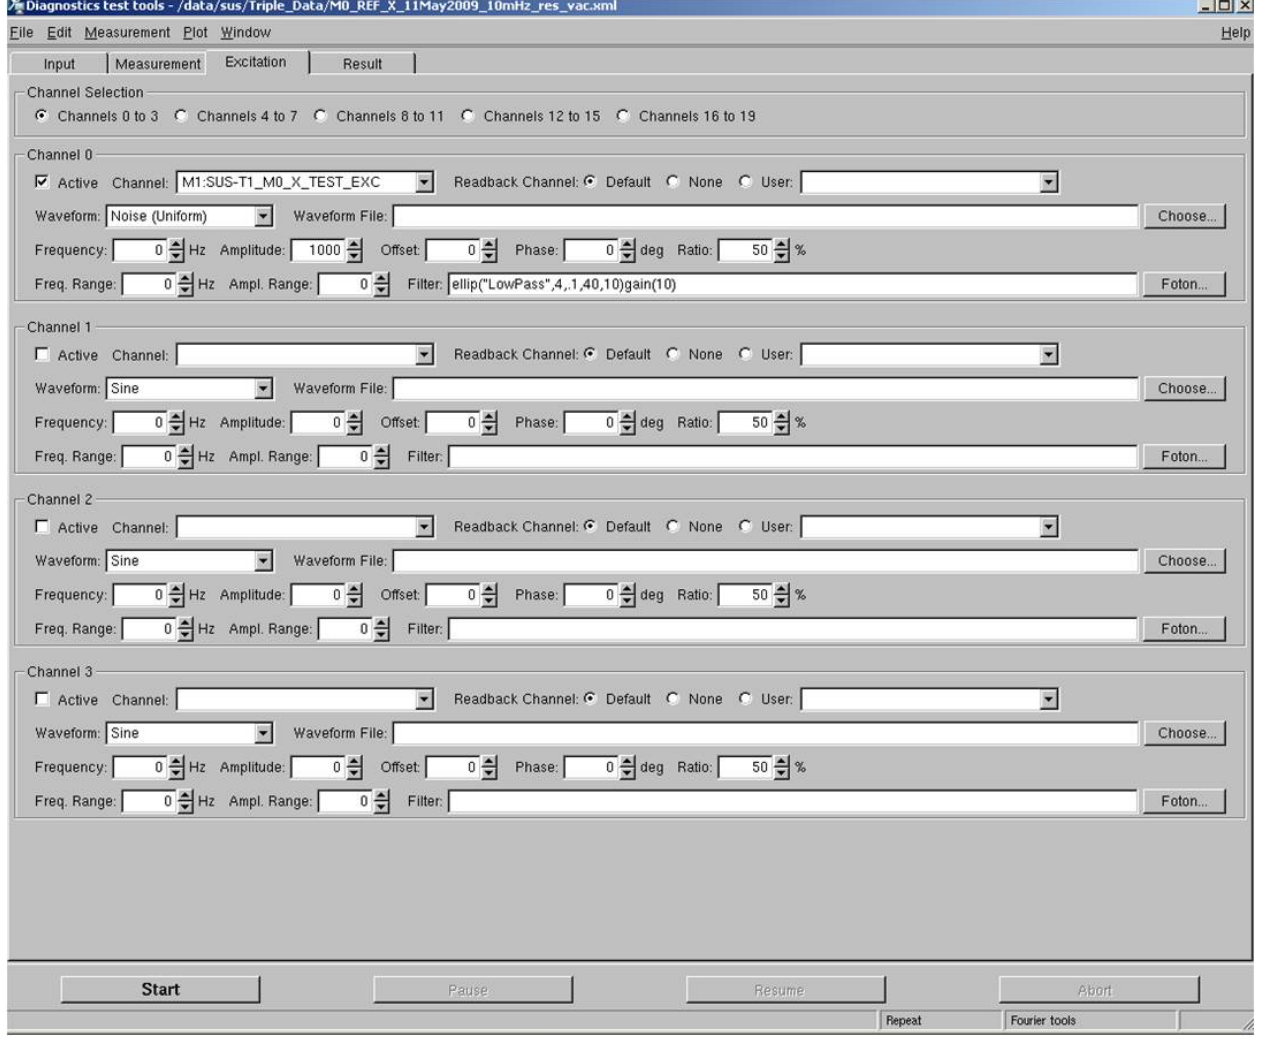 Diagnostics test tools - /data/sus/Triple_Data/M0_REF_X_11May2009_10mHz_res_vac.xml
File Edit Measurement Plot Window Help
Input Measurement Excitation Result
Channel Selection
Channels 0 to 3 Channels 4 to 7 Channels 8 to 11 Channels 12 to 15 Channels 16 to 19
Channel 0
Active Channel: M1:SUS-T1_M0_X_TEST_EXC Readback Channel: Default None User:
Waveform: Noise (Uniform) Waveform File: Choose...
Frequency: 0 Hz Amplitude: 1000 Offset: 0 Phase: 0 deg Ratio: 50 %
Freq. Range: 0 Hz Ampl. Range: 0 Filter: ellip("LowPass",4,.1,40,10)gain(10) Foton...
Channel 1
Active Channel: Readback Channel: Default None User:
Waveform: Sine Waveform File: Choose...
Frequency: 0 Hz Amplitude: 0 Offset: 0 Phase: 0 deg Ratio: 50 %
Freq. Range: 0 Hz Ampl. Range: 0 Filter: Foton...
Channel 2
Active Channel: Readback Channel: Default None User:
Waveform: Sine Waveform File: Choose...
Frequency: 0 Hz Amplitude: 0 Offset: 0 Phase: 0 deg Ratio: 50 %
Freq. Range: 0 Hz Ampl. Range: 0 Filter: Foton...
Channel 3
Active Channel: Readback Channel: Default None User:
Waveform: Sine Waveform File: Choose...
Frequency: 0 Hz Amplitude: 0 Offset: 0 Phase: 0 deg Ratio: 50 %
Freq. Range: 0 Hz Ampl. Range: 0 Filter: Foton...
Start Pause Resume Abort
Repeat Fourier tools